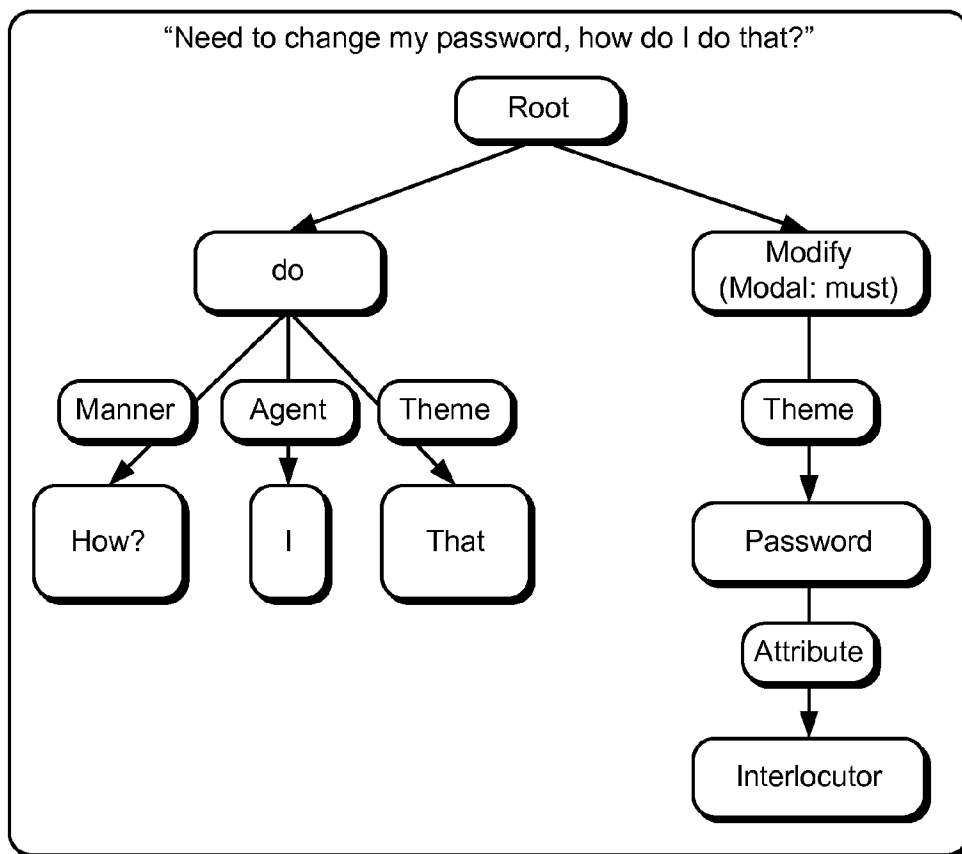 “Need to change my password, how do I do that?”
Root
do
Modify
(Modal: must)
Manner
Agent
Theme
Theme
How?
I
That
Password
Attribute
Interlocutor